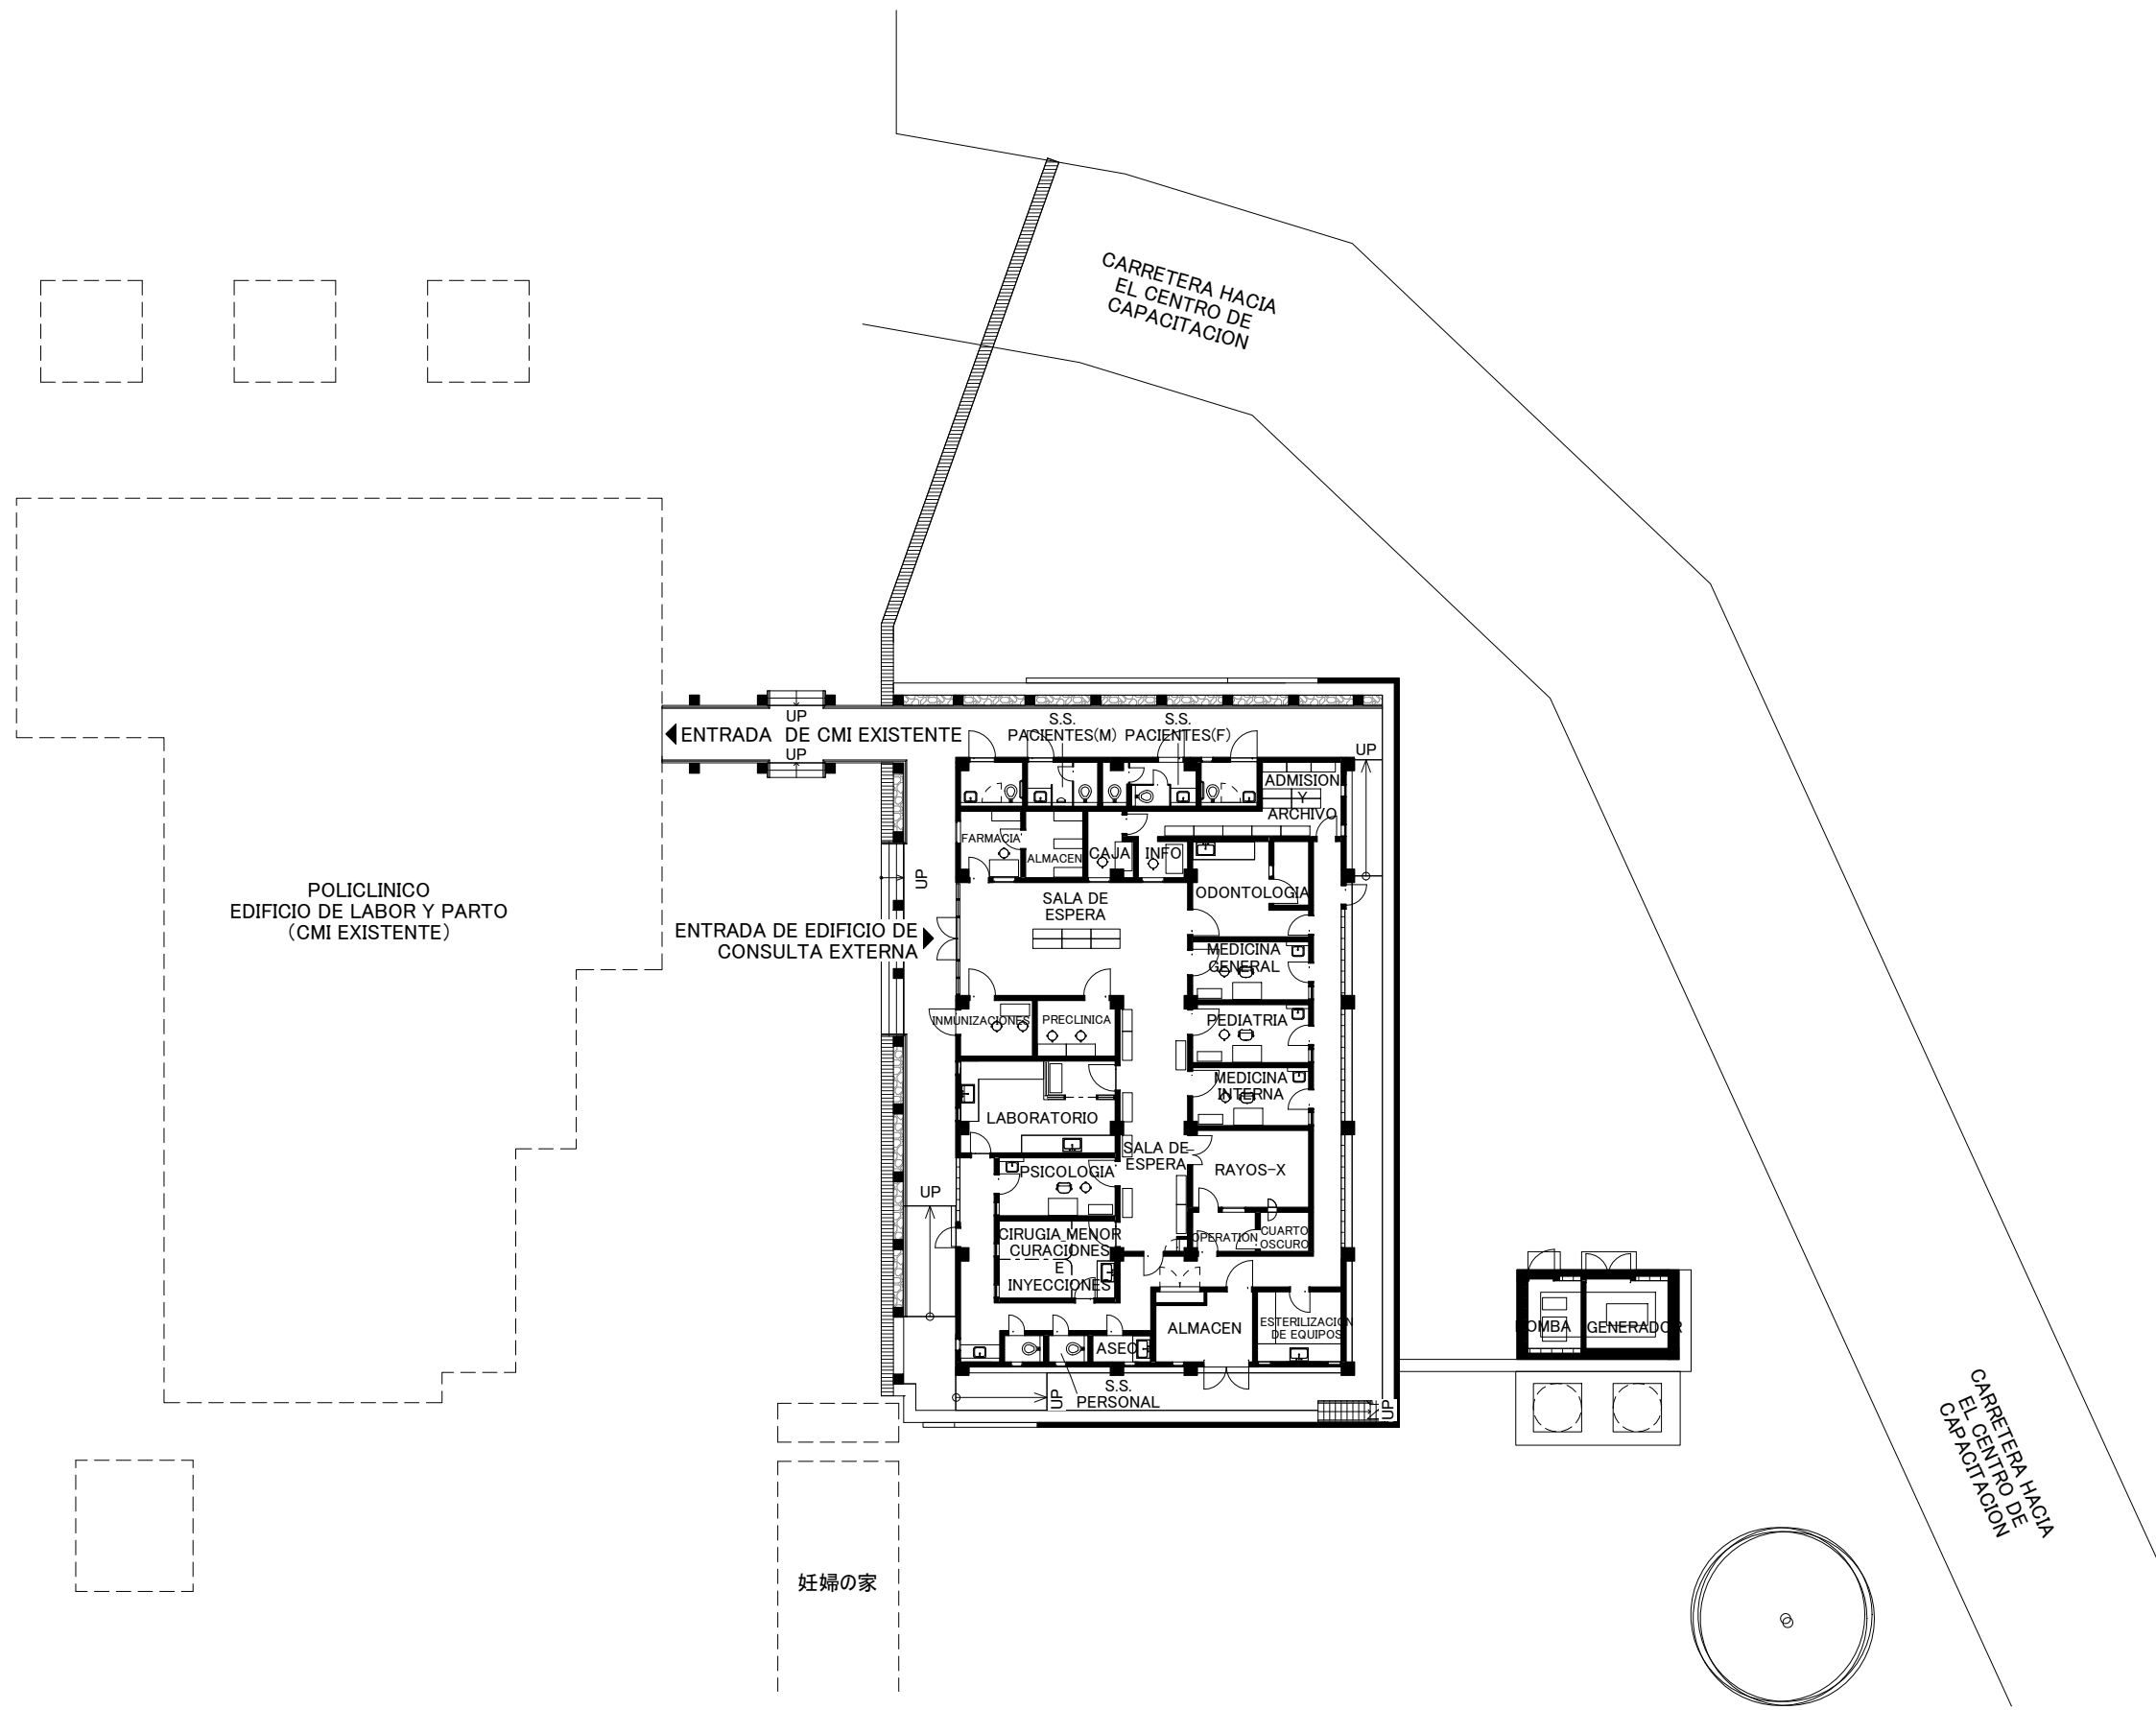 CARRETERA HACIA
EL CENTRO DE
CAPACITACION
UP
S.S.
PACIENTES(M)
S.S.
PACIENTES(F)
ENTRADA DE CMI EXISTENTE
UP
UP
ADMISION
Y
ARCHIVO
FARMACIA
ALMACEN
CAJA
INFO
UP
POLICLINICO
EDIFICIO DE LABOR Y PARTO
(CMI EXISTENTE)
ODONTOLOGIA
SALA DE
ESPERA
ENTRADA DE EDIFICIO DE
CONSULTA EXTERNA
MEDICINA
GENERAL
INMUNIZACIONES
PRECLINICA
PEDIATRIA
MEDICINA
INTERNA
LABORATORIO
SALA DE
ESPERA
RAYOS-X
PSICOLOGIA
UP
CIRUGIA MENOR
CURACIONES
E
INYECCIONES
OPERATION
CUARTO
OSCURO
ALMACEN
ESTERILIZACION
DE EQUIPOS
BOMBA
GENERADOR
ASEO
S.S.
PERSONAL
UP
UP
CARRETERA HACIA
EL CENTRO DE
CAPACITACION
妊婦の家